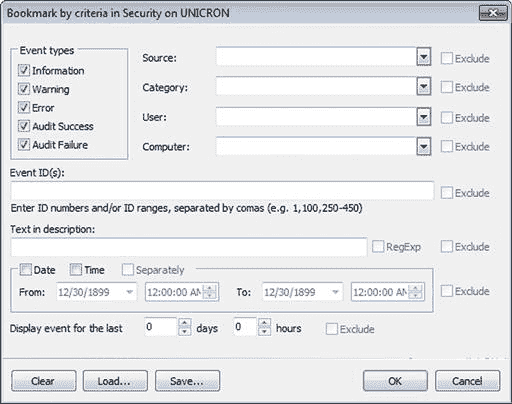 Bookmark by criteria in Security on UNICRON
Event types
Information
Warning
Error
Audit Success
Audit Failure
Source: Exclude
Category: Exclude
User: Exclude
Computer: Exclude
Event ID(s):
Exclude
Enter ID numbers and/or ID ranges, separated by comas (e.g. 1,100,250-450)
Text in description:
RegExp Exclude
Date Time Separately
From: 12/30/1899 12:00:00 AM To: 12/30/1899 12:00:00 AM Exclude
Display event for the last 0 days 0 hours Exclude
Clear Load... Save... OK Cancel